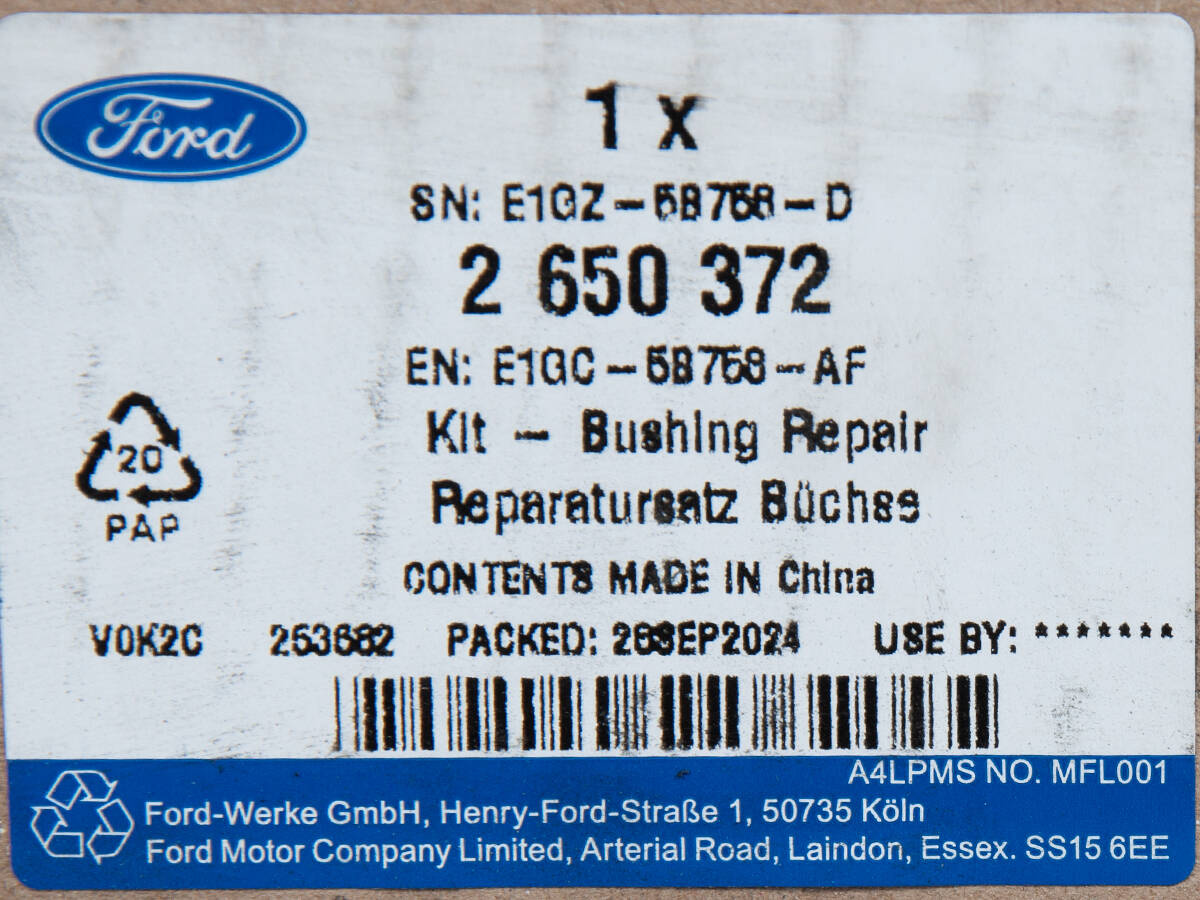 Ford
1 x
SN: E1GZ-5B758-D
2 650 372
EN: E1GC-5B758-AF
Kit - Bushing Repair
Reparatursatz Büchse
20
PAP
CONTENTS MADE IN China
V0K2C 253682 PACKED: 26SEP2024 USE BY: *******
A4LPMS NO. MFL001
Ford-Werke GmbH, Henry-Ford-Straße 1, 50735 Köln
Ford Motor Company Limited, Arterial Road, Laindon, Essex. SS15 6EE